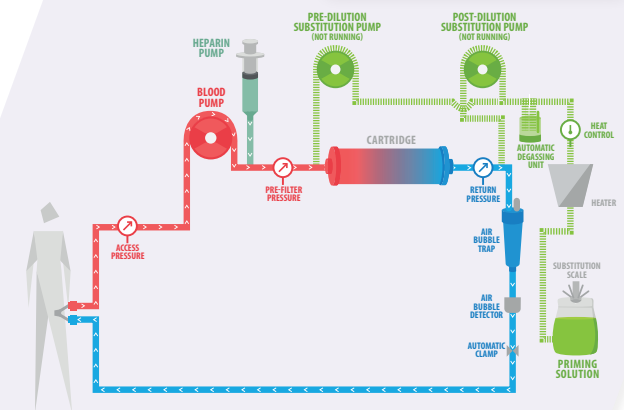 PRE-DILUTION
SUBSTITUTION PUMP
(NOT RUNNING)
POST-DILUTION
SUBSTITUTION PUMP
(NOT RUNNING)
HEPARIN
PUMP
BLOOD
PUMP
CARTRIDGE
HEAT
CONTROL
AUTOMATIC
DEGASSING
UNIT
PRE-FILTER
PRESSURE
RETURN
PRESSURE
HEATER
ACCESS
PRESSURE
AIR
BUBBLE
TRAP
SUBSTITUTION
SCALE
AIR
BUBBLE
DETECTOR
AUTOMATIC
CLAMP
PRIMING
SOLUTION